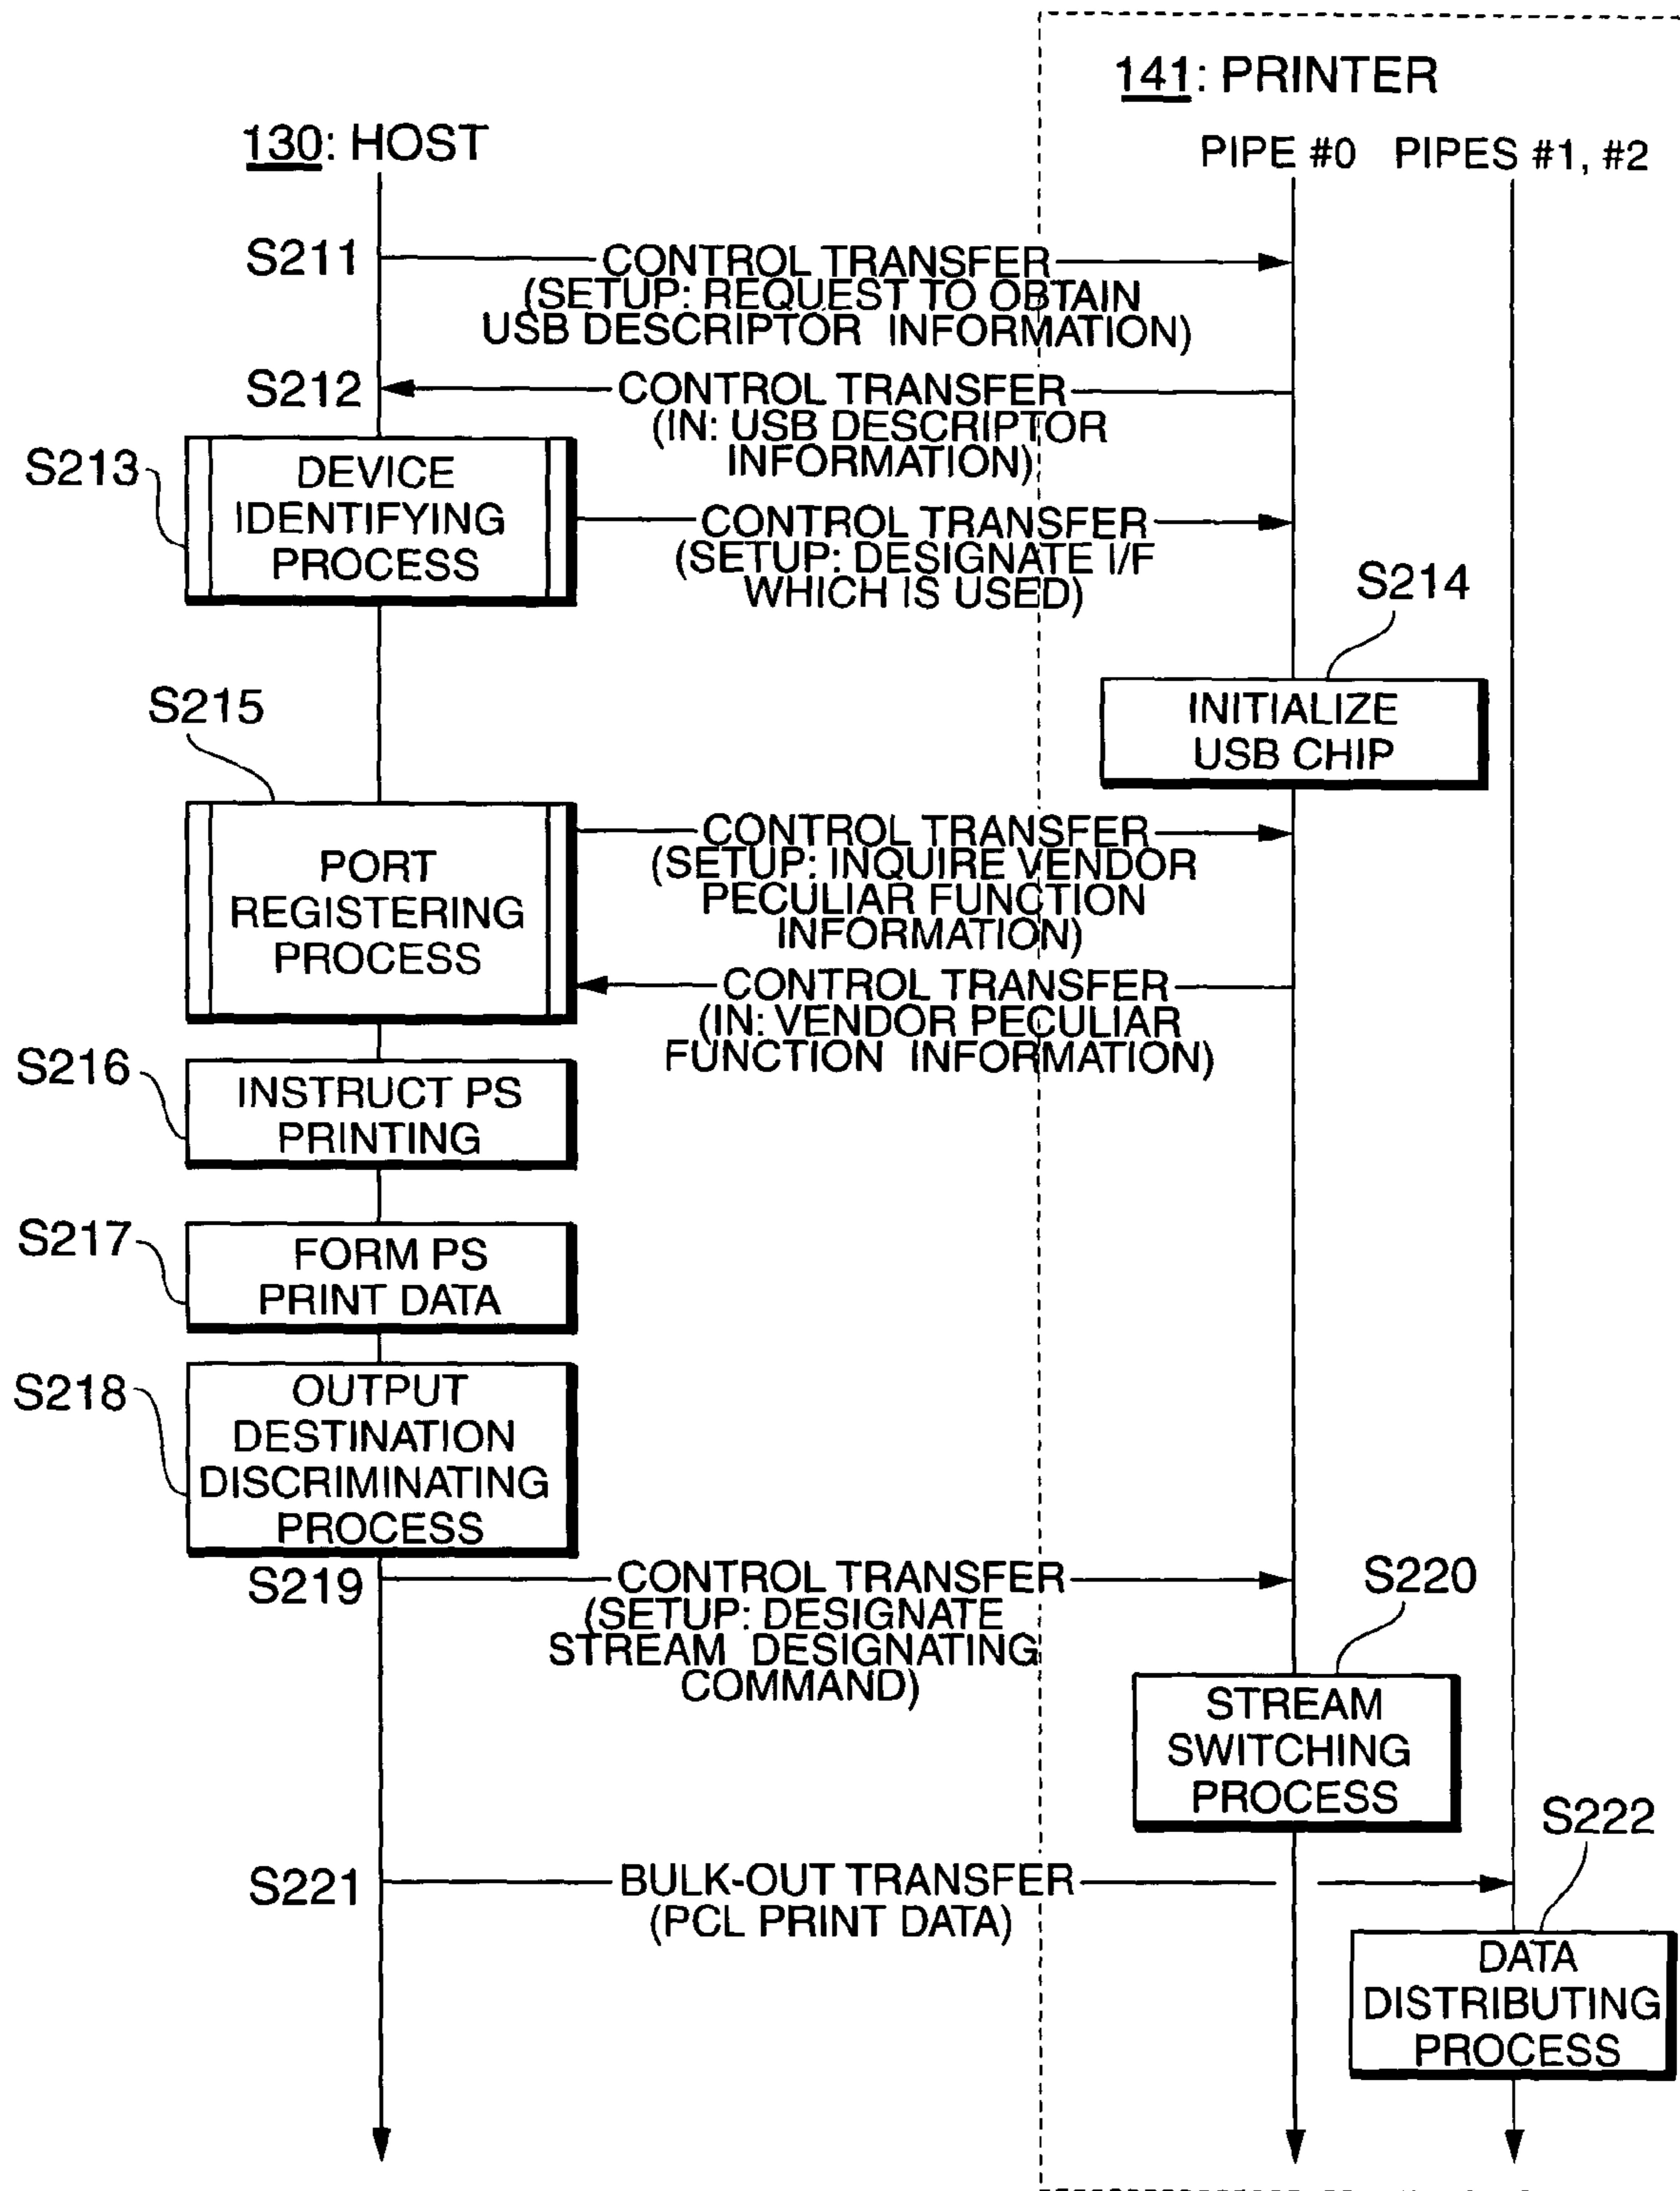 141: PRINTER
130: HOST
PIPE #0 PIPES #1, #2
S211
CONTROL TRANSFER
(SETUP: REQUEST TO OBTAIN
USB DESCRIPTOR INFORMATION)
S212
CONTROL TRANSFER
(IN: USB DESCRIPTOR
INFORMATION)
S213
DEVICE
IDENTIFYING
PROCESS
CONTROL TRANSFER
(SETUP: DESIGNATE I/F
WHICH IS USED)
S214
INITIALIZE
USB CHIP
S215
PORT
REGISTERING
PROCESS
CONTROL TRANSFER
(SETUP: INQUIRE VENDOR
PECULIAR FUNCTION
INFORMATION)
CONTROL TRANSFER
(IN: VENDOR PECULIAR
FUNCTION INFORMATION)
S216
INSTRUCT PS
PRINTING
S217
FORM PS
PRINT DATA
S218
OUTPUT
DESTINATION
DISCRIMINATING
PROCESS
S219
CONTROL TRANSFER
(SETUP: DESIGNATE
STREAM DESIGNATING
COMMAND)
S220
STREAM
SWITCHING
PROCESS
S221
BULK-OUT TRANSFER
(PCL PRINT DATA)
S222
DATA
DISTRIBUTING
PROCESS